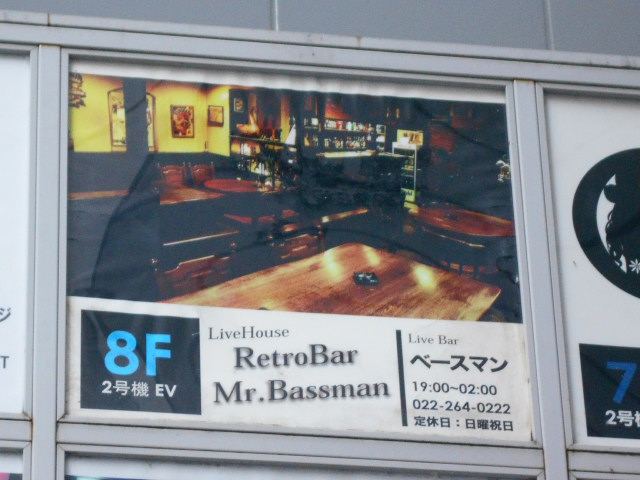 8F
2号機 EV
LiveHouse
RetroBar
Mr.Bassman
Live Bar
ベースマン
19:00~02:00
022-264-0222
定休日：日曜祝日
ジ
T
7
2号